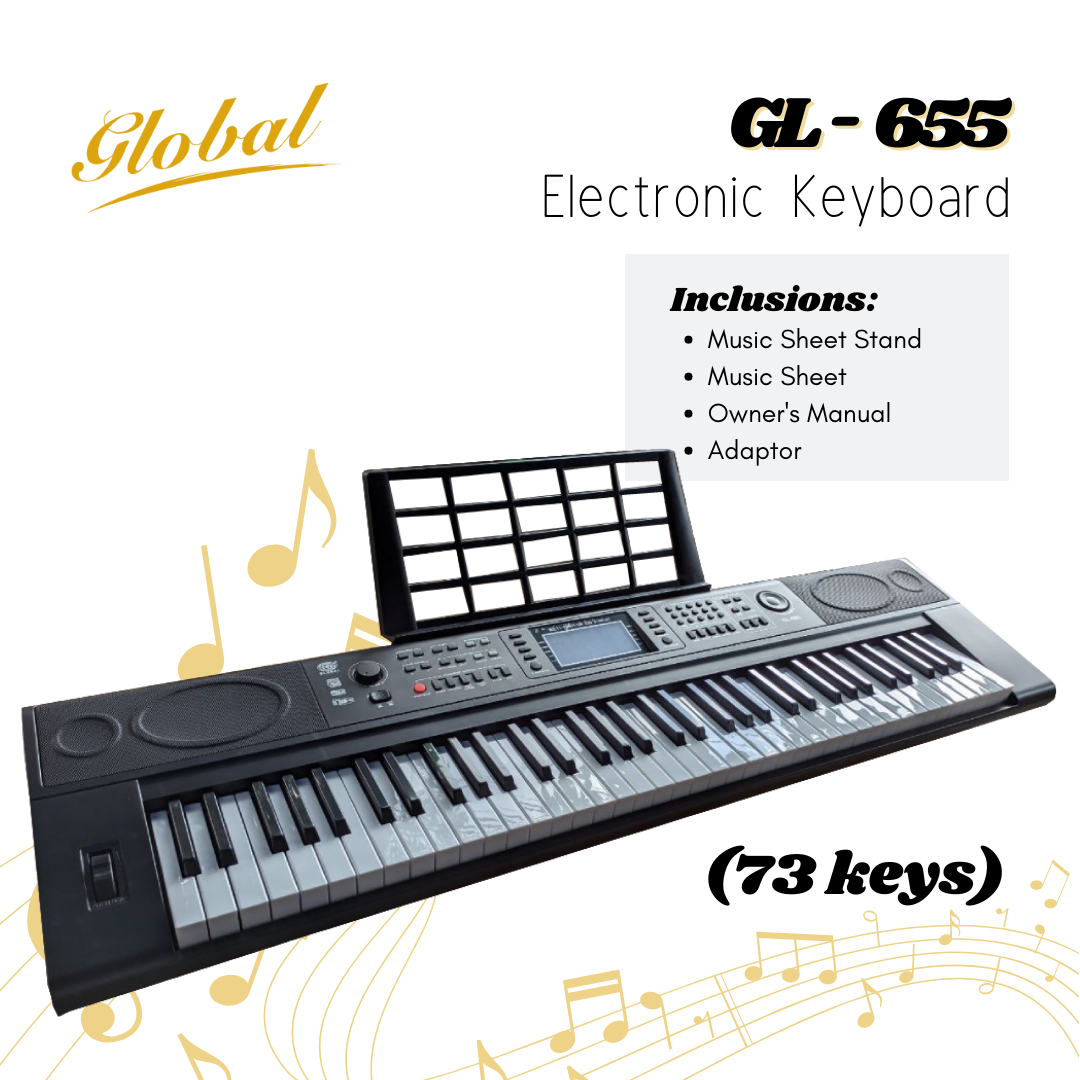 Global
GL - 655
Electronic Keyboard
Inclusions:
• Music Sheet Stand
• Music Sheet
• Owner's Manual
• Adaptor
(73 keys)